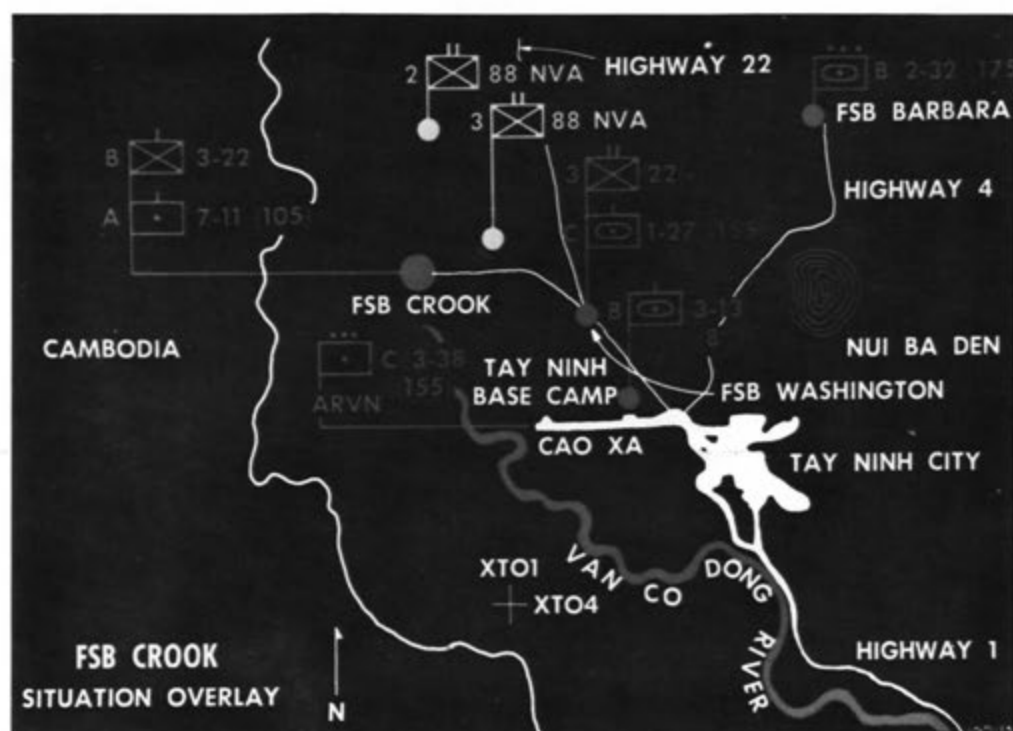 2 88 NVA
HIGHWAY 22
B 2-32 175
3 88 NVA
FSB BARBARA
B 3-22
3 22
HIGHWAY 4
A 7-11 (105)
C 1-27 (155)
FSB CROOK
B 3-13
CAMBODIA
C 3-36
(155)
ARVN
NUI BA DEN
TAY NINH
BASE CAMP
FSB WASHINGTON
CAO XA
TAY NINH CITY
XTO1
XTO4
VAN CO DONG RIVER
HIGHWAY 1
FSB CROOK
SITUATION OVERLAY
N